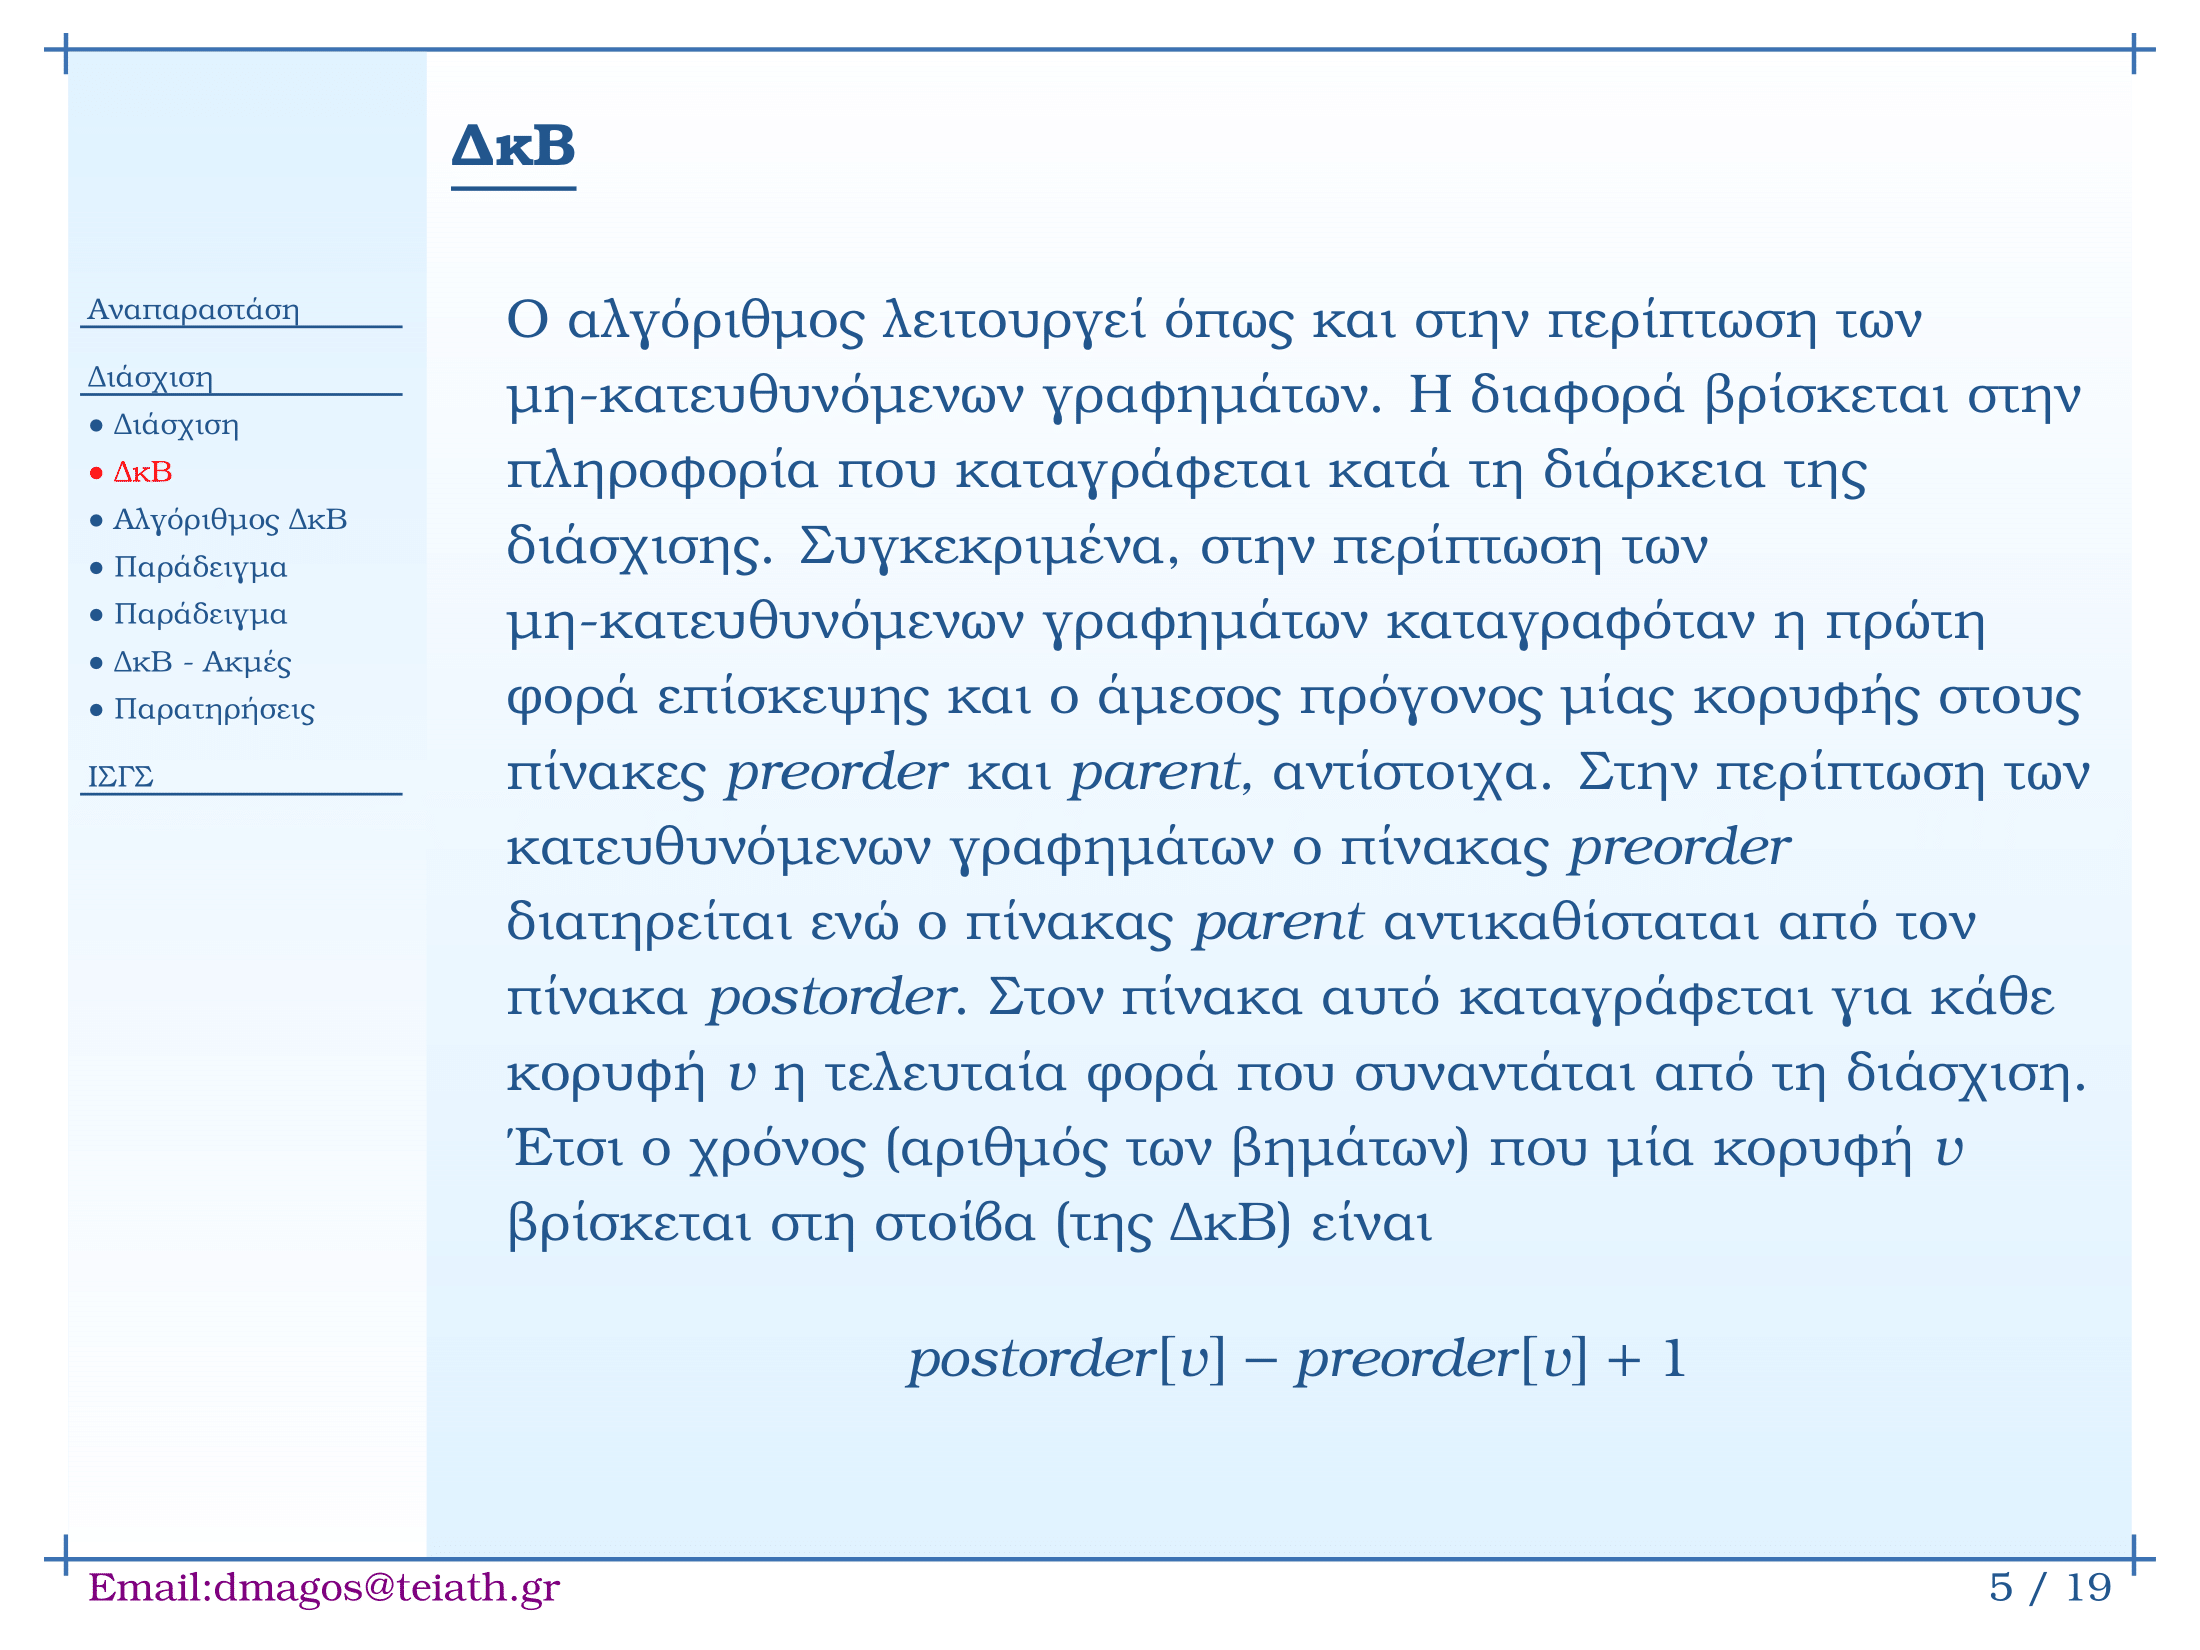 ΔκΒ
Αναπαραστάση
Διάσχιση
• Διάσχιση
• ΔκΒ
• Αλγόριθμος ΔκΒ
• Παράδειγμα
• Παράδειγμα
• ΔκΒ - Ακμές
• Παρατηρήσεις
ΙΣΓΣ
Ο αλγόριθμος λειτουργεί όπως και στην περίπτωση των
μη-κατευθυνόμενων γραφημάτων. Η διαφορά βρίσκεται στην
πληροφορία που καταγράφεται κατά τη διάρκεια της
διάσχισης. Συγκεκριμένα, στην περίπτωση των
μη-κατευθυνόμενων γραφημάτων καταγραφόταν η πρώτη
φορά επίσκεψης και ο άμεσος πρόγονος μίας κορυφής στους
πίνακες preorder και parent, αντίστοιχα. Στην περίπτωση των
κατευθυνόμενων γραφημάτων ο πίνακας preorder
διατηρείται ενώ ο πίνακας parent αντικαθίσταται από τον
πίνακα postorder. Στον πίνακα αυτό καταγράφεται για κάθε
κορυφή υ η τελευταία φορά που συναντάται από τη διάσχιση.
Έτσι ο χρόνος (αριθμός των βημάτων) που μία κορυφή υ
βρίσκεται στη στοίβα (της ΔκΒ) είναι
postorder[υ] − preorder[υ] + 1
Email:dmagos@teiath.gr
5 / 19